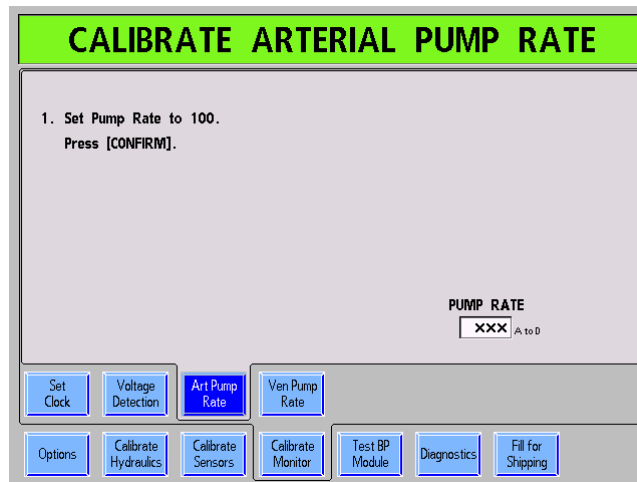 CALIBRATE ARTERIAL PUMP RATE
1. Set Pump Rate to 100.
Press [CONFIRM].
PUMP RATE
XXX A to D
Set Clock
Voltage Detection
Art Pump Rate
Ven Pump Rate
Options
Calibrate Hydraulics
Calibrate Sensors
Calibrate Monitor
Test BP Module
Diagnostics
Fill for Shipping